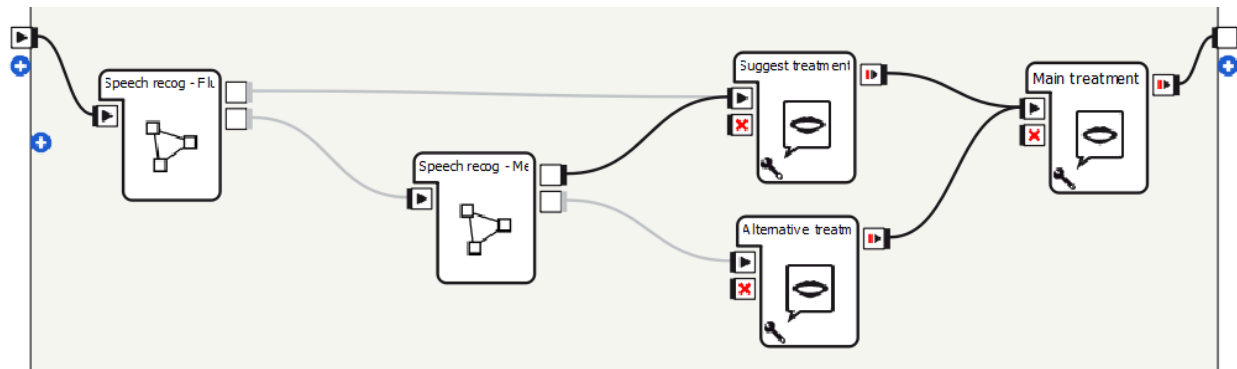 Speech recog - Flu
Speech recog - Me
Suggest treatment
Alternative treatm
Main treatment